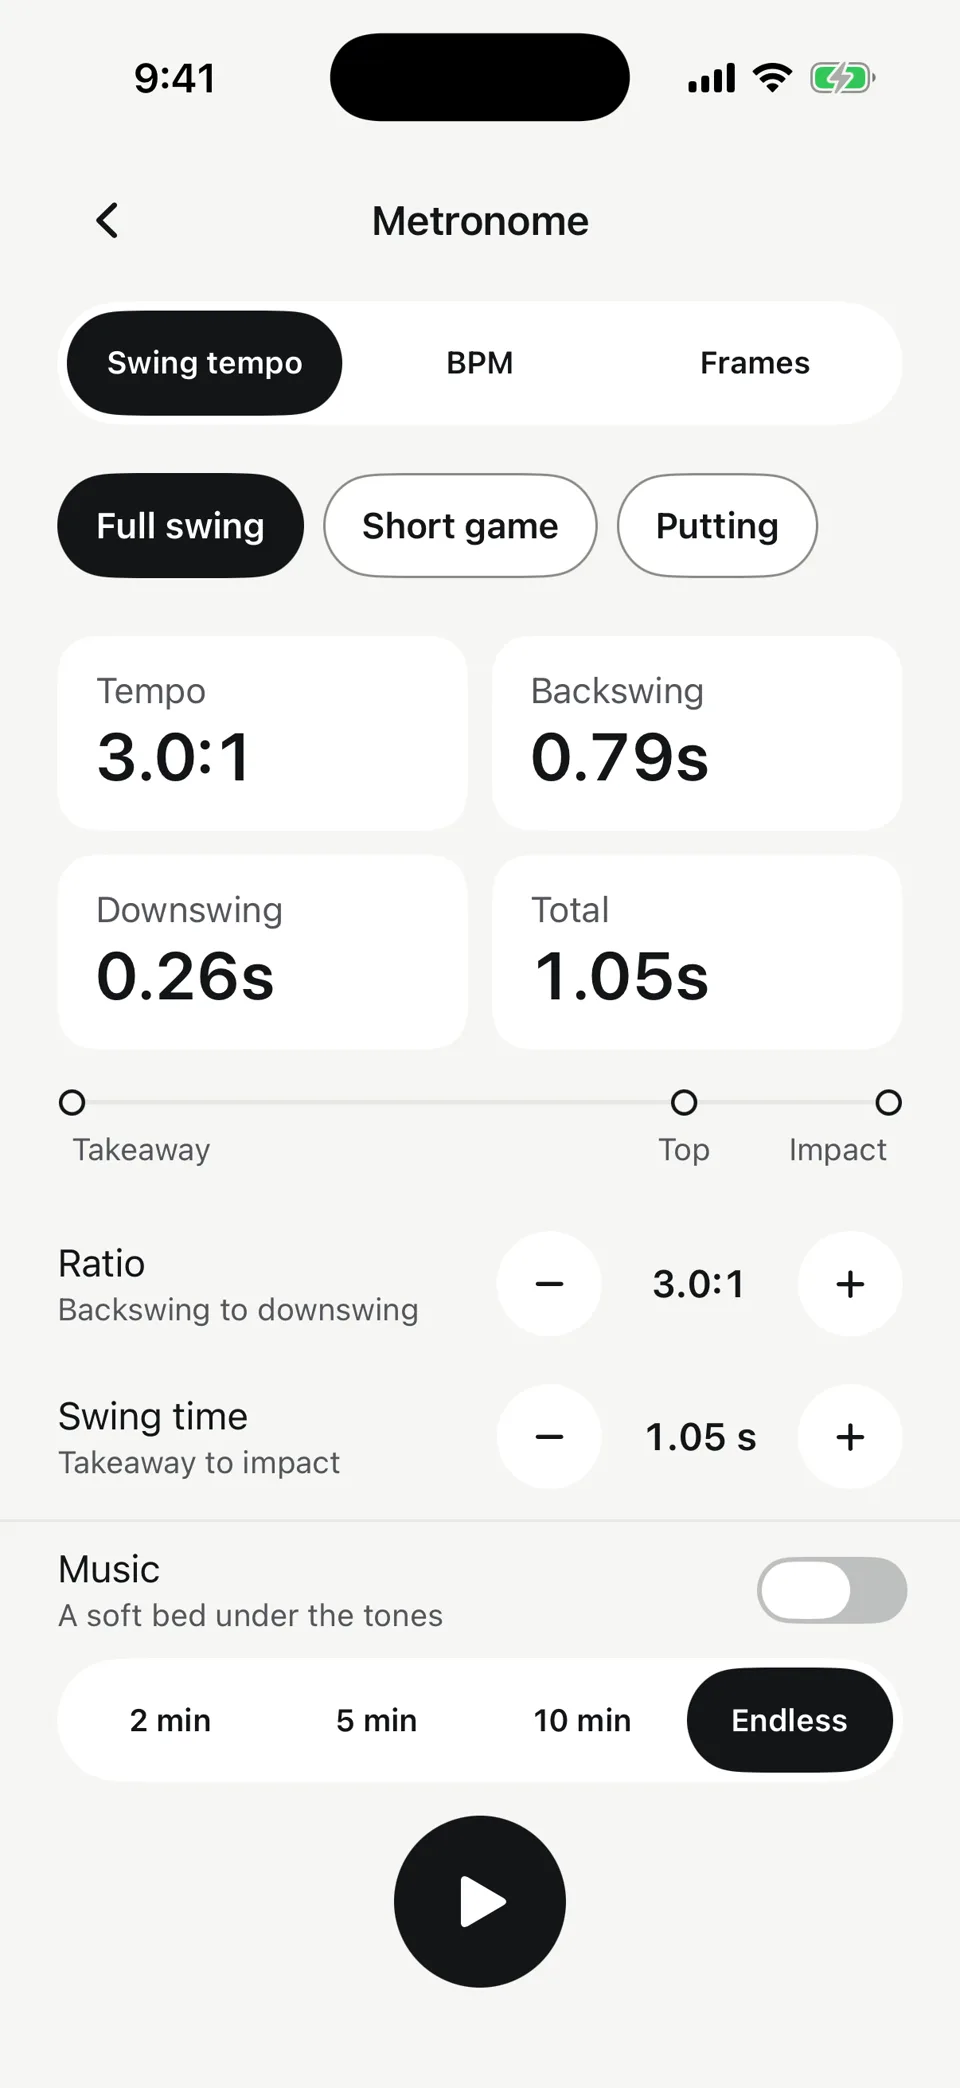 9:41
Metronome
Swing tempo BPM Frames
Full swing Short game Putting
Tempo
3.0:1
Backswing
0.79s
Downswing
0.26s
Total
1.05s
Takeaway Top Impact
Ratio
Backswing to downswing
3.0:1
Swing time
Takeaway to impact
1.05 s
Music
A soft bed under the tones
2 min 5 min 10 min Endless